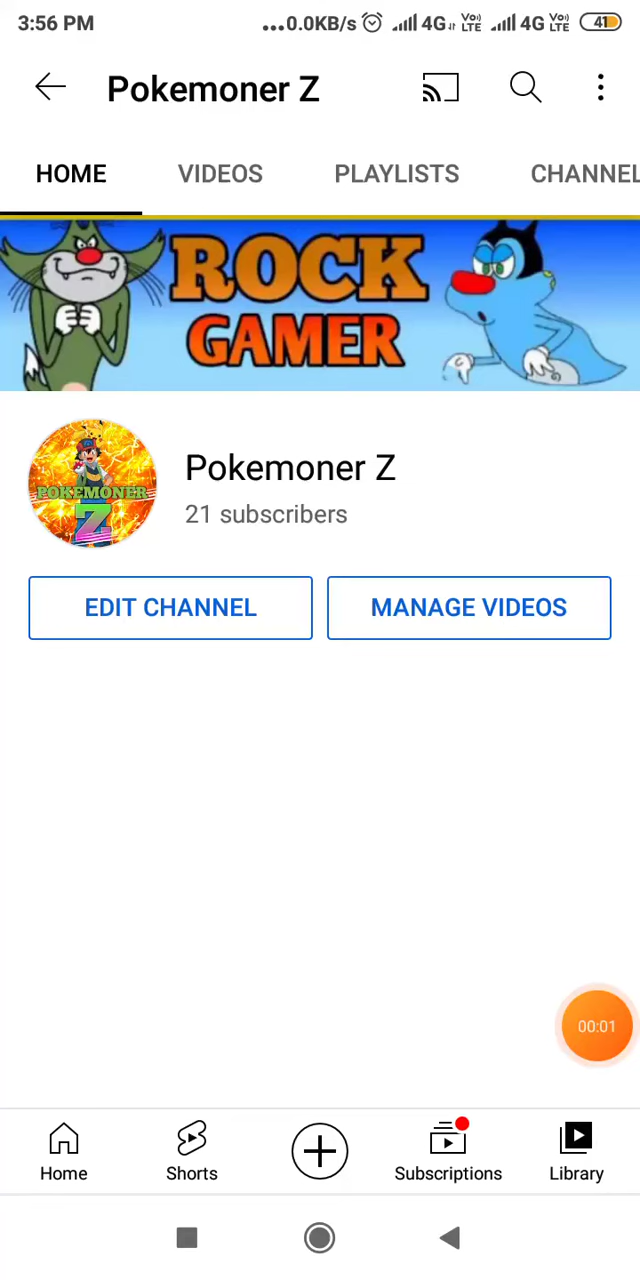 3:56 PM ...0.0KB/s 4G Vo) LTE 4G Vo) LTE 41
Pokemoner Z
HOME VIDEOS PLAYLISTS CHANNEL
ROCK
GAMER
POKEMONER
Z
Pokemoner Z
21 subscribers
EDIT CHANNEL MANAGE VIDEOS
00:01
Home Shorts Subscriptions Library